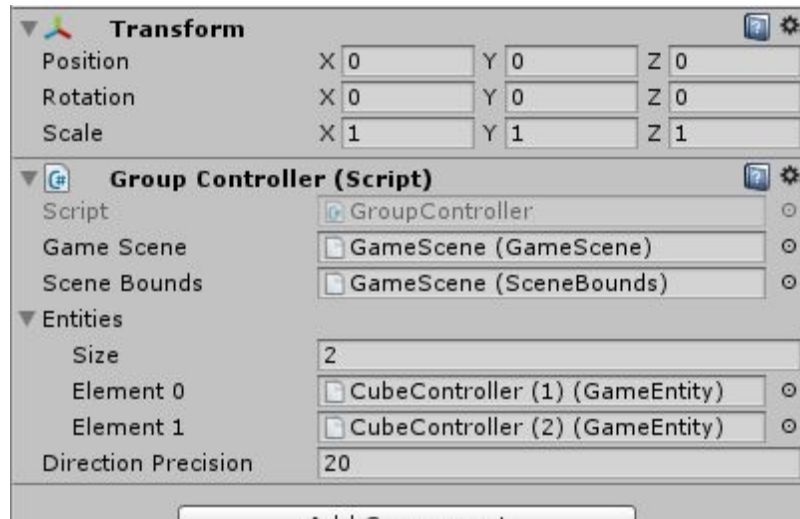 Transform
Position X 0 Y 0 Z 0
Rotation X 0 Y 0 Z 0
Scale X 1 Y 1 Z 1
Group Controller (Script)
Script GroupController
Game Scene GameScene (GameScene)
Scene Bounds GameScene (SceneBounds)
Entities
Size 2
Element 0 CubeController (1) (GameEntity)
Element 1 CubeController (2) (GameEntity)
Direction Precision 20